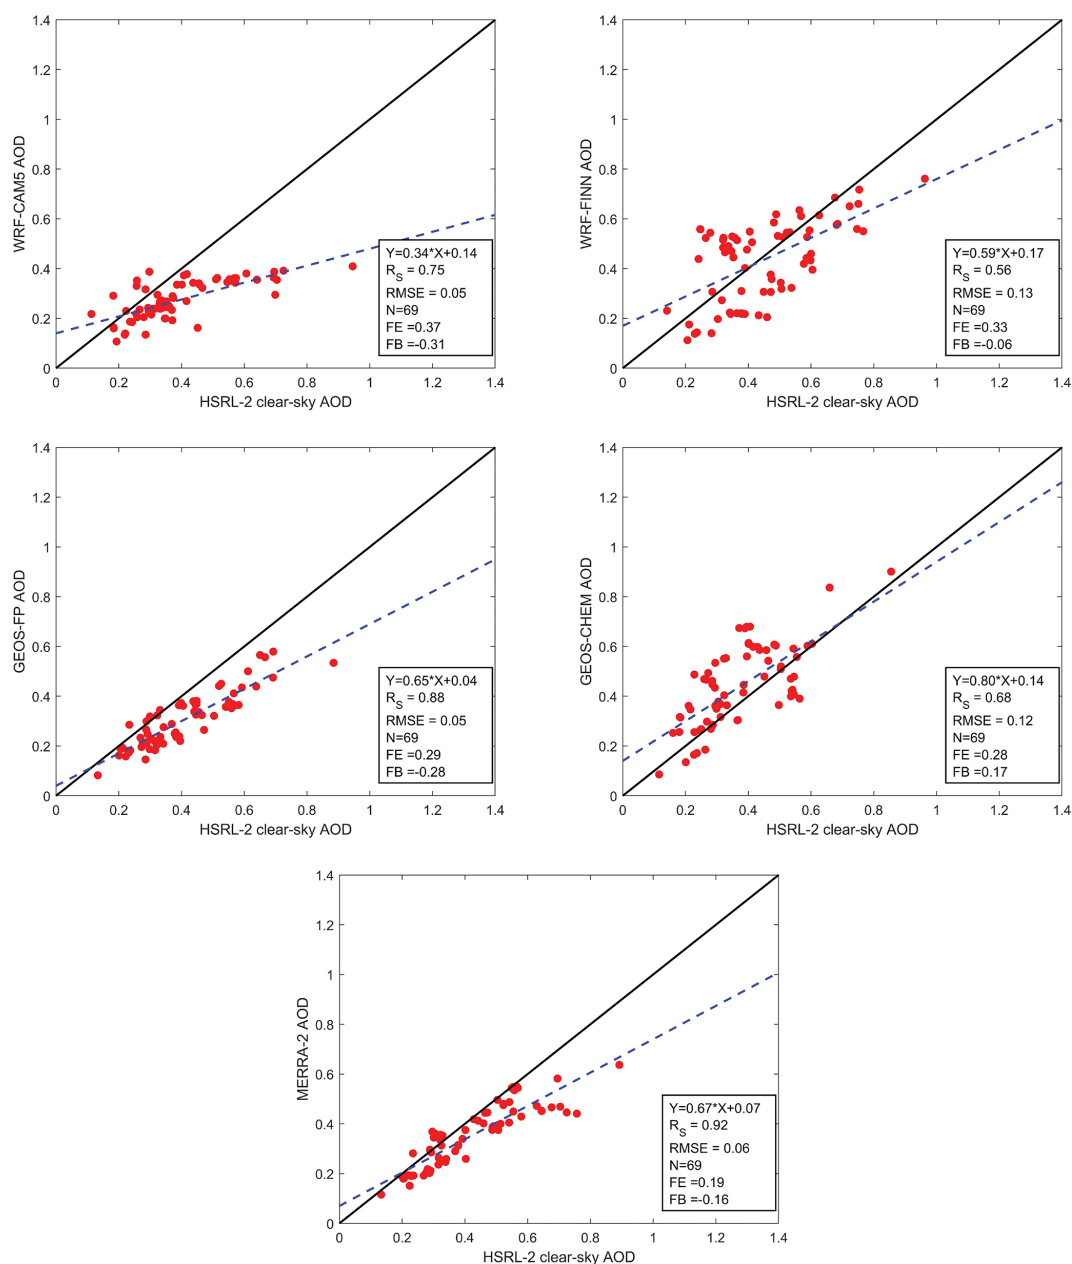 1.4
1.2
1
0.8
0.6
0.4
0.2
0
WRF-CAM5 AOD
Y=0.34*X+0.14
RS = 0.75
RMSE = 0.05
N=69
FE =0.37
FB =-0.31
0 0.2 0.4 0.6 0.8 1 1.2 1.4
HSRL-2 clear-sky AOD
1.4
1.2
1
0.8
0.6
0.4
0.2
0
WRF-FINN AOD
Y=0.59*X+0.17
RS = 0.56
RMSE = 0.13
N=69
FE =0.33
FB =-0.06
0 0.2 0.4 0.6 0.8 1 1.2 1.4
HSRL-2 clear-sky AOD
1.4
1.2
1
0.8
0.6
0.4
0.2
0
GEOS-FP AOD
Y=0.65*X+0.04
RS = 0.88
RMSE = 0.05
N=69
FE =0.29
FB =-0.28
0 0.2 0.4 0.6 0.8 1 1.2 1.4
HSRL-2 clear-sky AOD
1.4
1.2
1
0.8
0.6
0.4
0.2
0
GEOS-CHEM AOD
Y=0.80*X+0.14
RS = 0.68
RMSE = 0.12
N=69
FE =0.28
FB =0.17
0 0.2 0.4 0.6 0.8 1 1.2 1.4
HSRL-2 clear-sky AOD
1.4
1.2
1
0.8
0.6
0.4
0.2
0
MERRA-2 AOD
Y=0.67*X+0.07
RS = 0.92
RMSE = 0.06
N=69
FE =0.19
FB =-0.16
0 0.2 0.4 0.6 0.8 1 1.2 1.4
HSRL-2 clear-sky AOD